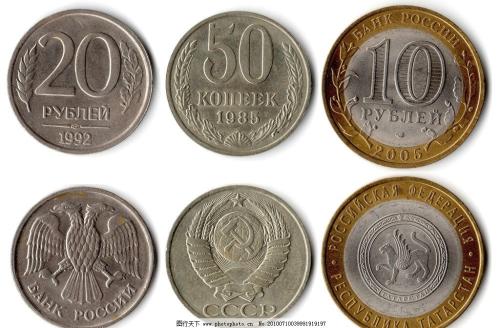 20
РУБЛЕЙ
1992
50
КОПЕЕК
1985
БАНК РОССИИ
10
РУБЛЕЙ
2005
БАНК РОССИИ
СССР
РОССИЙСКАЯ ФЕДЕРАЦИЯ
РЕСПУБЛИКА ТАТАРСТАН
ТАТАРСТАН
图行天下 www.photophoto.cn No.20100710039991919197